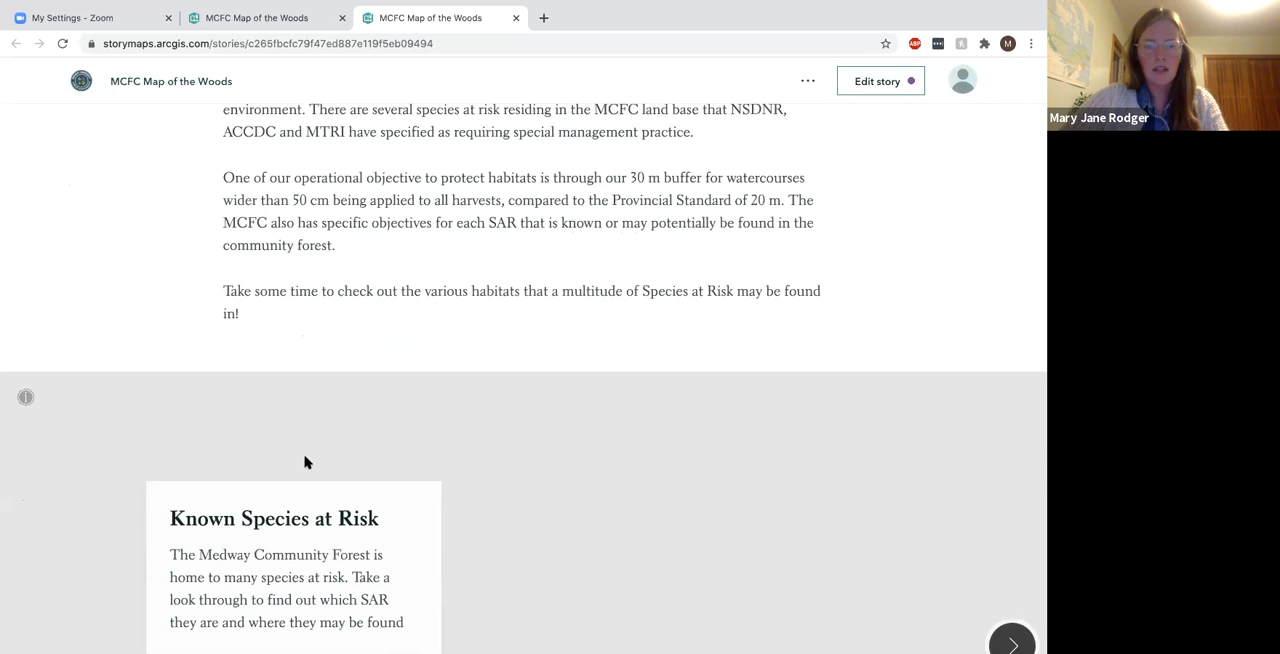 My Settings - Zoom
MCFC Map of the Woods
MCFC Map of the Woods
storymaps.arcgis.com/stories/c265fbcfc79f47ed887e119f5eb09494
ABP
M
MCFC Map of the Woods
Edit story
Mary Jane Rodger
environment. There are several species at risk residing in the MCFC land base that NSDNR,
ACCDC and MTRI have specified as requiring special management practice.
One of our operational objective to protect habitats is through our 30 m buffer for watercourses
wider than 50 cm being applied to all harvests, compared to the Provincial Standard of 20 m. The
MCFC also has specific objectives for each SAR that is known or may potentially be found in the
community forest.
Take some time to check out the various habitats that a multitude of Species at Risk may be found
in!
Known Species at Risk
The Medway Community Forest is
home to many species at risk. Take a
look through to find out which SAR
they are and where they may be found